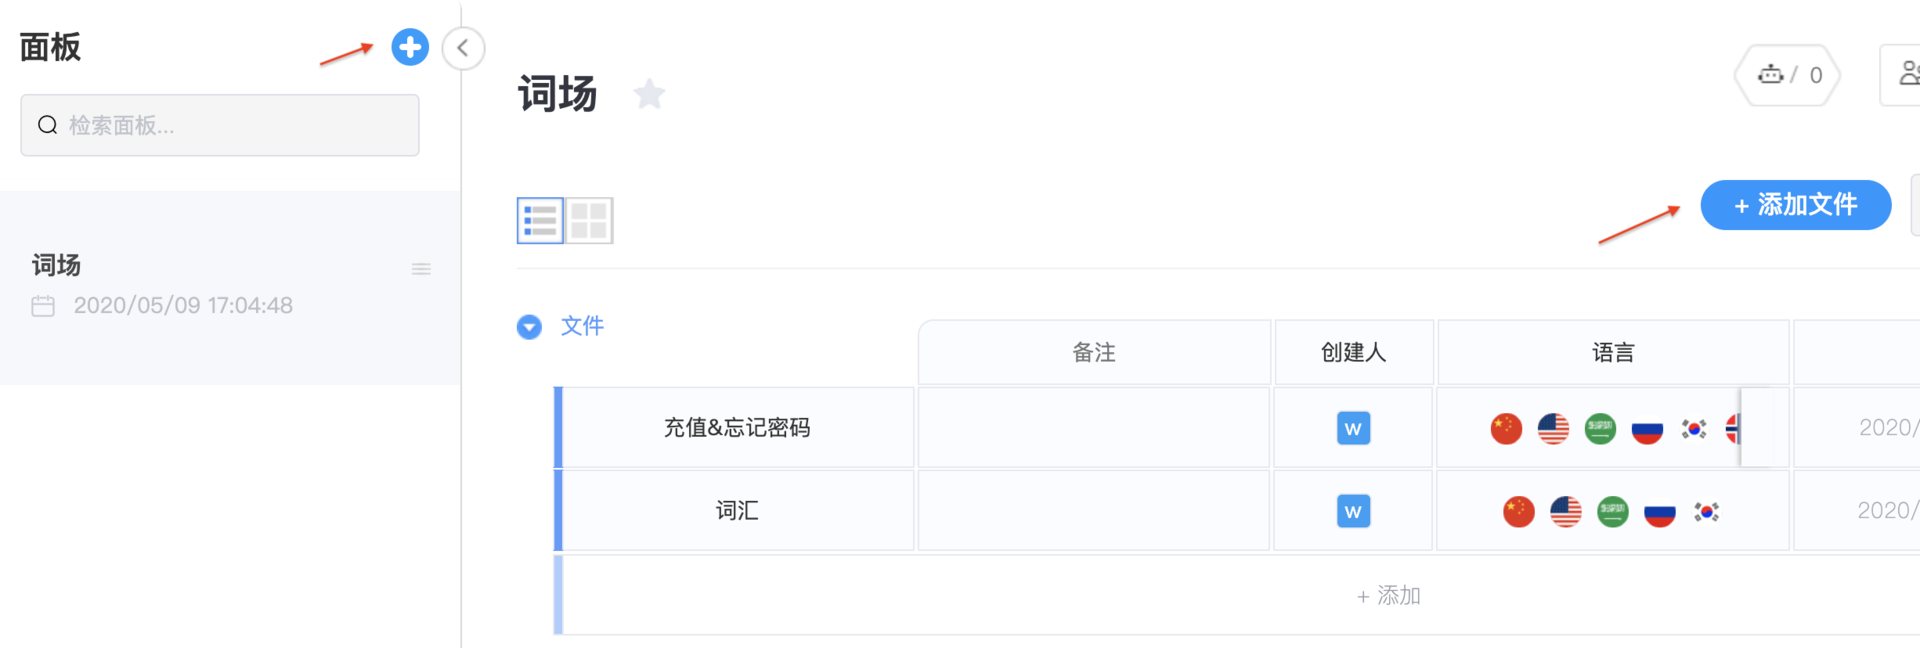 面板
检索面板...
词场
2020/05/09 17:04:48
词场
/ 0
+ 添加文件
文件
备注
创建人
语言
充值&忘记密码
W
2020/
词汇
W
2020/
+ 添加